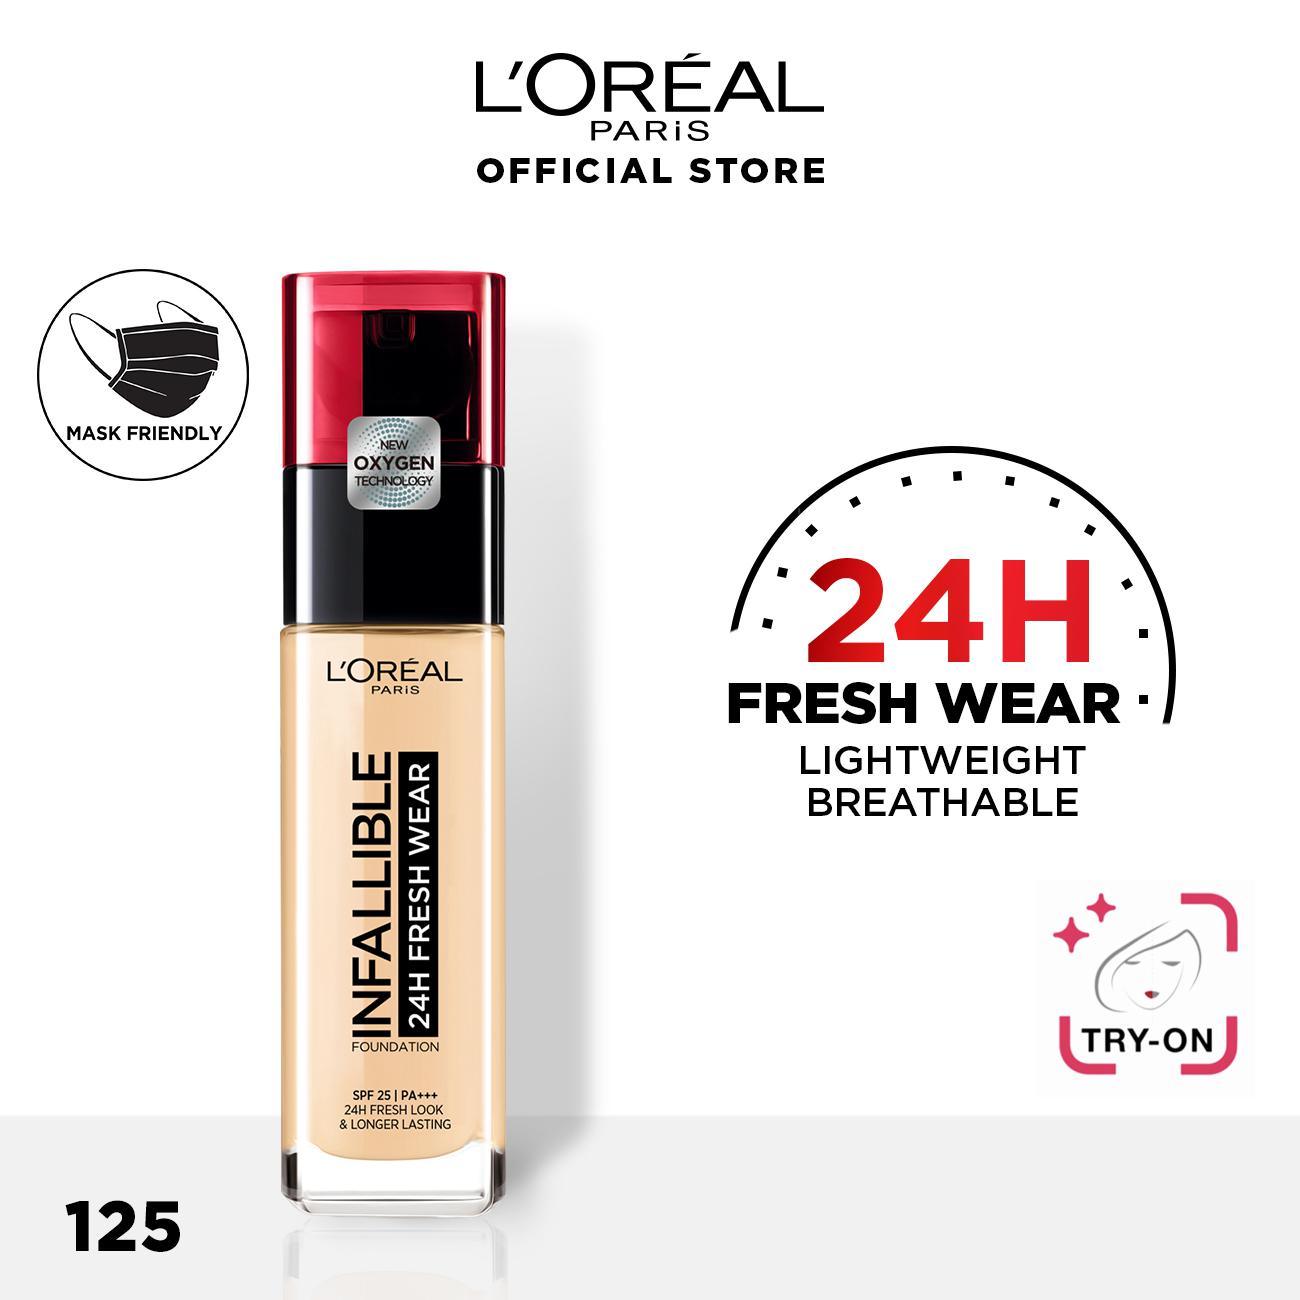 L'ORÉAL
PARiS
OFFICIAL STORE
MASK FRIENDLY
NEW
OXYGEN
TECHNOLOGY
L'ORÉAL
PARiS
INFALLIBLE
24H FRESH WEAR
FOUNDATION
SPF 25 | PA+++
24H FRESH LOOK
& LONGER LASTING
24H
FRESH WEAR
LIGHTWEIGHT
BREATHABLE
TRY-ON
125